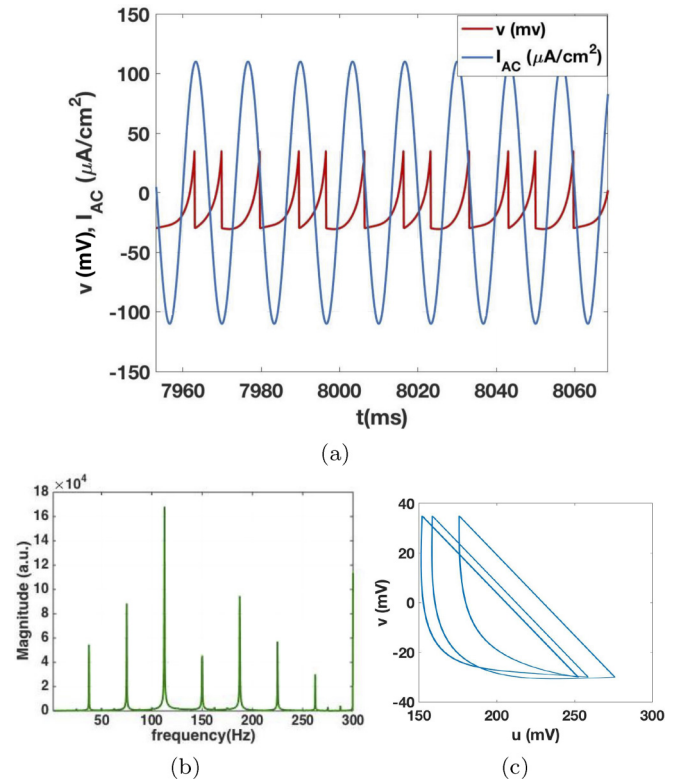 v (mv)
I_AC (μA/cm²)
v (mV), I_AC (μA/cm²)
150
100
50
0
-50
-100
-150
7960 7980 8000 8020 8040 8060
t(ms)
(a)
×10⁴
18
16
14
12
10
8
6
4
2
0
Magnitude (a.u.)
50 100 150 200 250 300
frequency(Hz)
(b)
40
20
0
-20
-40
v (mV)
150 200 250 300
u (mV)
(c)